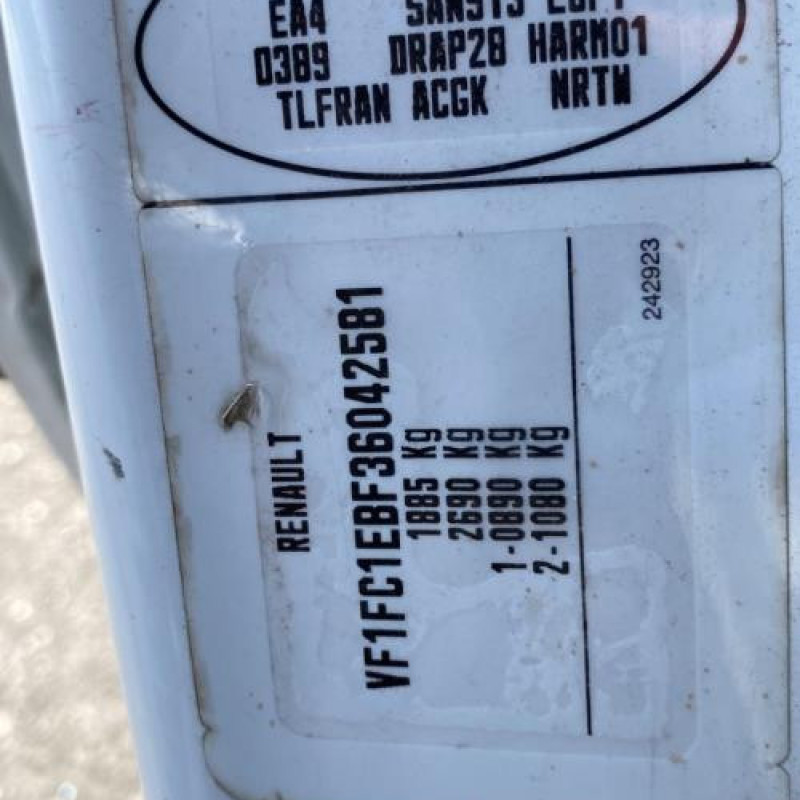 EA4
0389 DRAP28 HARM01
TLFRAN ACGK NRTW
RENAULT
VF1FC1EBF36042581
1885 Kg
2690 Kg
1-0890 Kg
2-1080 Kg
242923